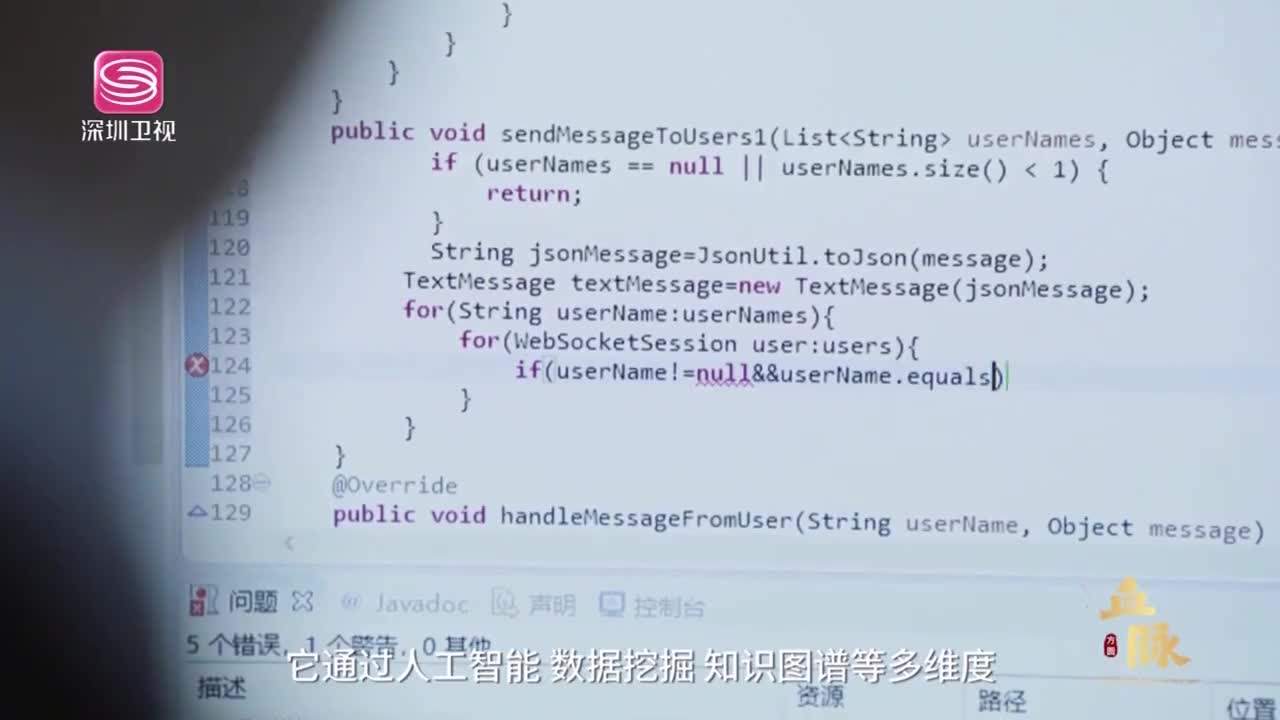 深圳卫视
}
}
}
}
public void sendMessageToUsers1(List<String> userNames, Object mess
if (userNames == null || userNames.size() < 1) {
118 return;
119 }
120 String jsonMessage=JsonUtil.toJson(message);
121 TextMessage textMessage=new TextMessage(jsonMessage);
122 for(String userName:userNames){
123 for(WebSocketSession user:users){
124 if(userName!=null&&userName.equals)
125 }
126 }
127 }
128 @Override
129 public void handleMessageFromUser(String userName, Object message)
问题 @ Javadoc 声明 控制台
5 个错误，1 个警告，0 其他
描述 资源 路径 位置
血脉
方圆
它通过人工智能 数据挖掘 知识图谱等多维度